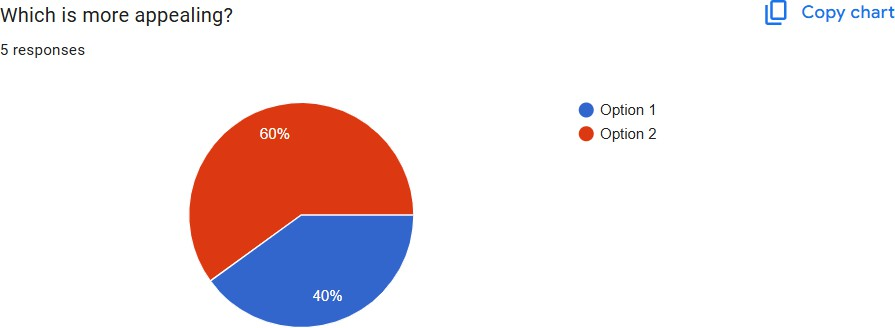 Which is more appealing?
Copy chart
5 responses
Option 1
Option 2
60%
40%